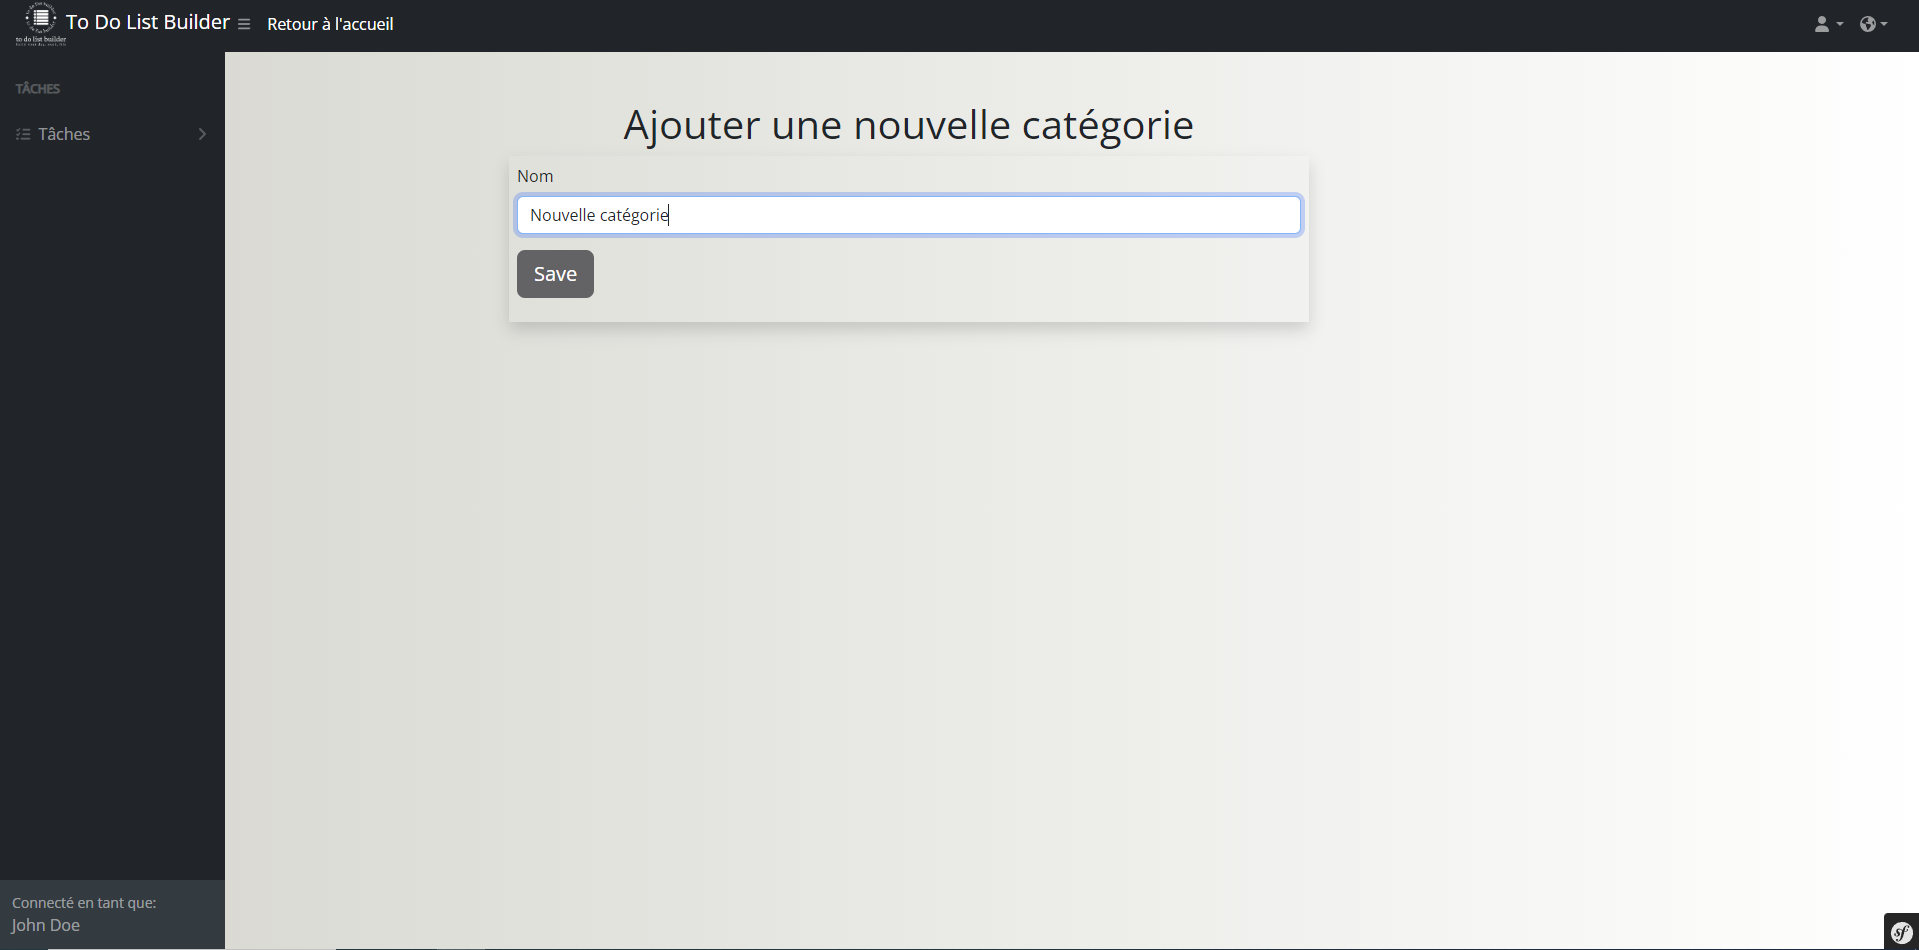 to do list builder
To Do List Builder
Retour à l'accueil
TÂCHES
Tâches
Ajouter une nouvelle catégorie
Nom
Nouvelle catégorie
Save
Connecté en tant que:
John Doe
sf